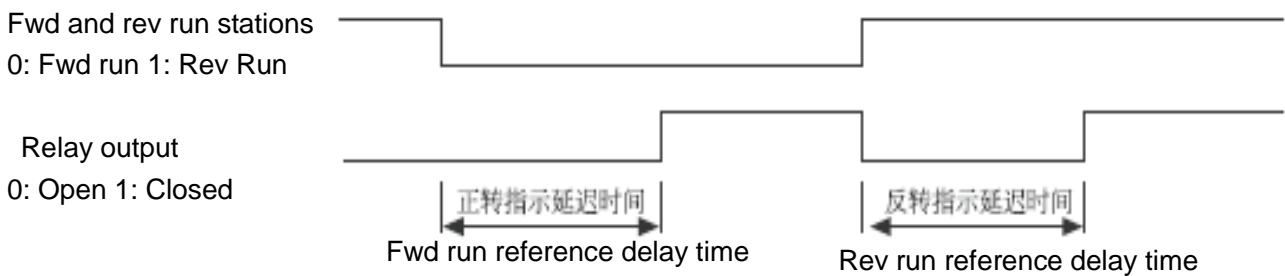 Fwd and rev run stations
0: Fwd run 1: Rev Run
Relay output
0: Open 1: Closed
正转指示延迟时间
反转指示延迟时间
Fwd run reference delay time
Rev run reference delay time